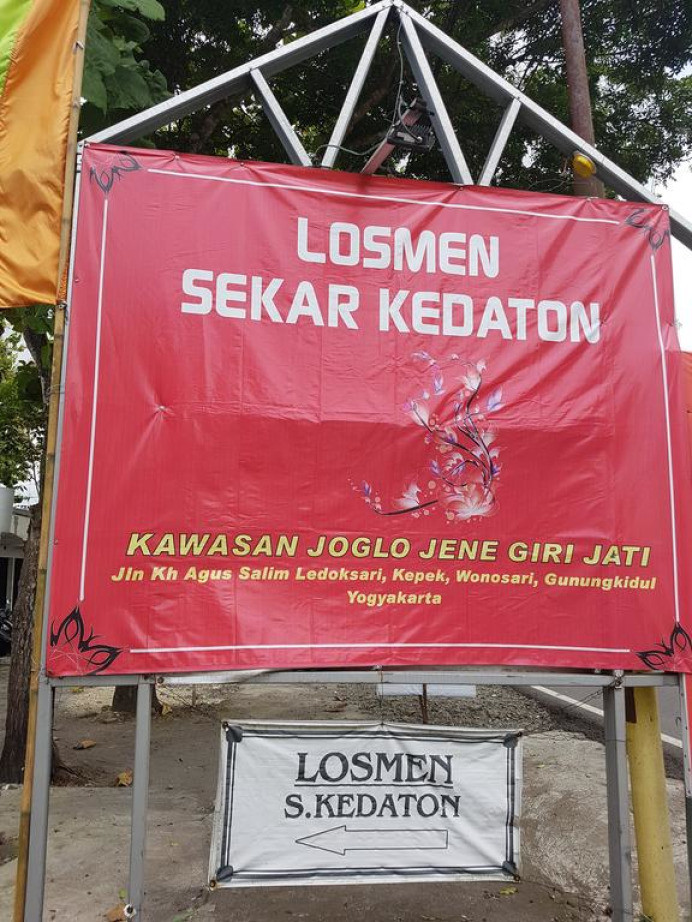 LOSMEN
SEKAR KEDATON
KAWASAN JOGLO JENE GIRI JATI
Jln Kh Agus Salim Ledoksari, Kepek, Wonosari, Gunungkidul
Yogyakarta
LOSMEN
S.KEDATON